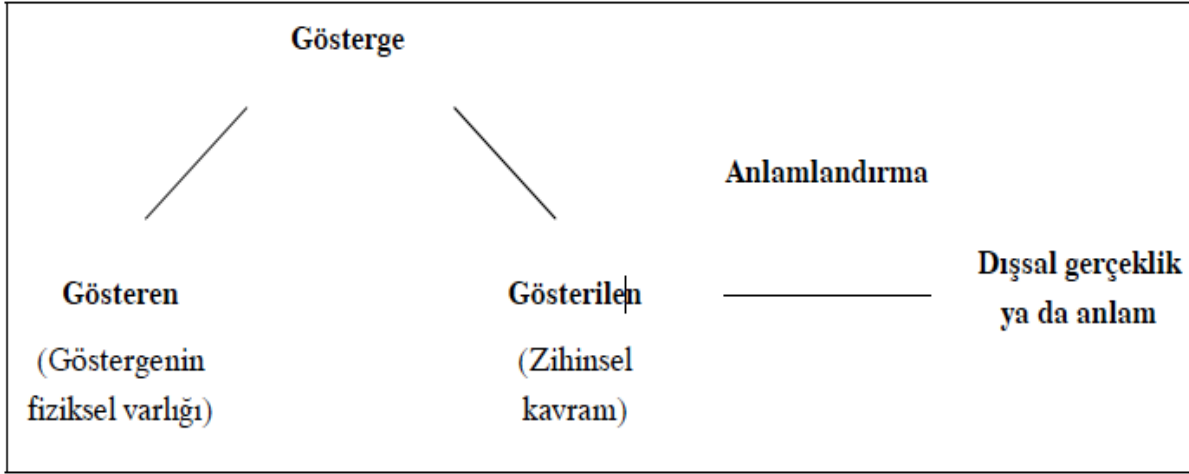 Gösterge
Anlamlandırma
Gösteren
Gösterilen
Dışsal gerçeklik
ya da anlam
(Göstergenin
fiziksel varlığı)
(Zihinsel
kavram)